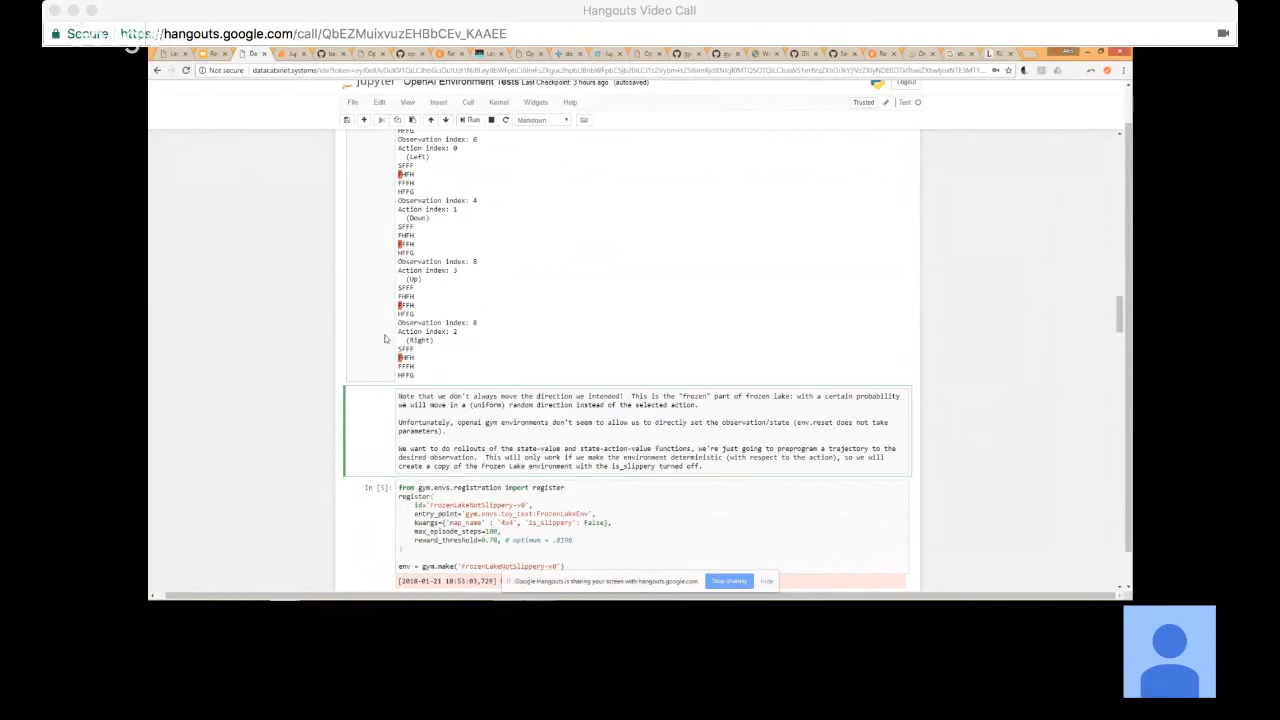 Hangouts Video Call
Secure https://hangouts.google.com/call/QbEZMuixvuzEHBbCEv_KAAEE
Not secure
jupyter OpenAI Environment Tests Last Checkpoint: 3 hours ago (autosaved)
Logout
File Edit View Insert Cell Kernel Widgets Help
Trusted
Test
Run
Markdown
HFFG
Observation index: 0
Action index: 0
(Left)
SFFF
FHFH
FFFH
HFFG
Observation index: 4
Action index: 1
(Down)
SFFF
FHFH
FFFH
HFFG
Observation index: 8
Action index: 3
(Up)
SFFF
FHFH
FFFH
HFFG
Observation index: 8
Action index: 2
(Right)
SFFF
FHFH
FFFH
HFFG
Note that we don't always move the direction we intended! This is the "frozen" part of frozen lake: with a certain probability
we will move in a (uniform) random direction instead of the selected action.
Unfortunately, openai gym environments don't seem to allow us to directly set the observation/state (env.reset does not take
parameters).
We want to do rollouts of the state-value and state-action-value functions, we're just going to preprogram a trajectory to the
desired observation. This will only work if we make the environment deterministic (with respect to the action), so we will
create a copy of the Frozen Lake environment with the is_slippery turned off.
In [5]:
from gym.envs.registration import register
register(
id='FrozenLakeNotSlippery-v0',
entry_point='gym.envs.toy_text:FrozenLakeEnv',
kwargs={'map_name' : '4x4', 'is_slippery': False},
max_episode_steps=100,
reward_threshold=0.78, # optimum = .8196
)
env = gym.make('FrozenLakeNotSlippery-v0')
[2018-01-21 18:53:03,729]
Google Hangouts is sharing your screen with hangouts.google.com.
Stop sharing
Hide